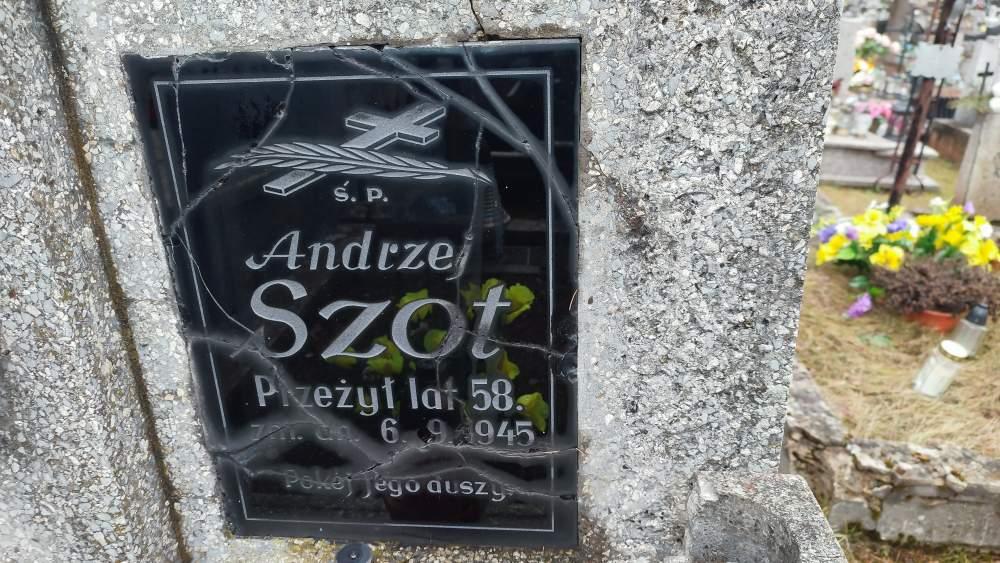 Ś. P.
Andrzej
Szot
Przeżył lat 58.
zm. dn. 6. 9. 1945
Pokój jego duszy